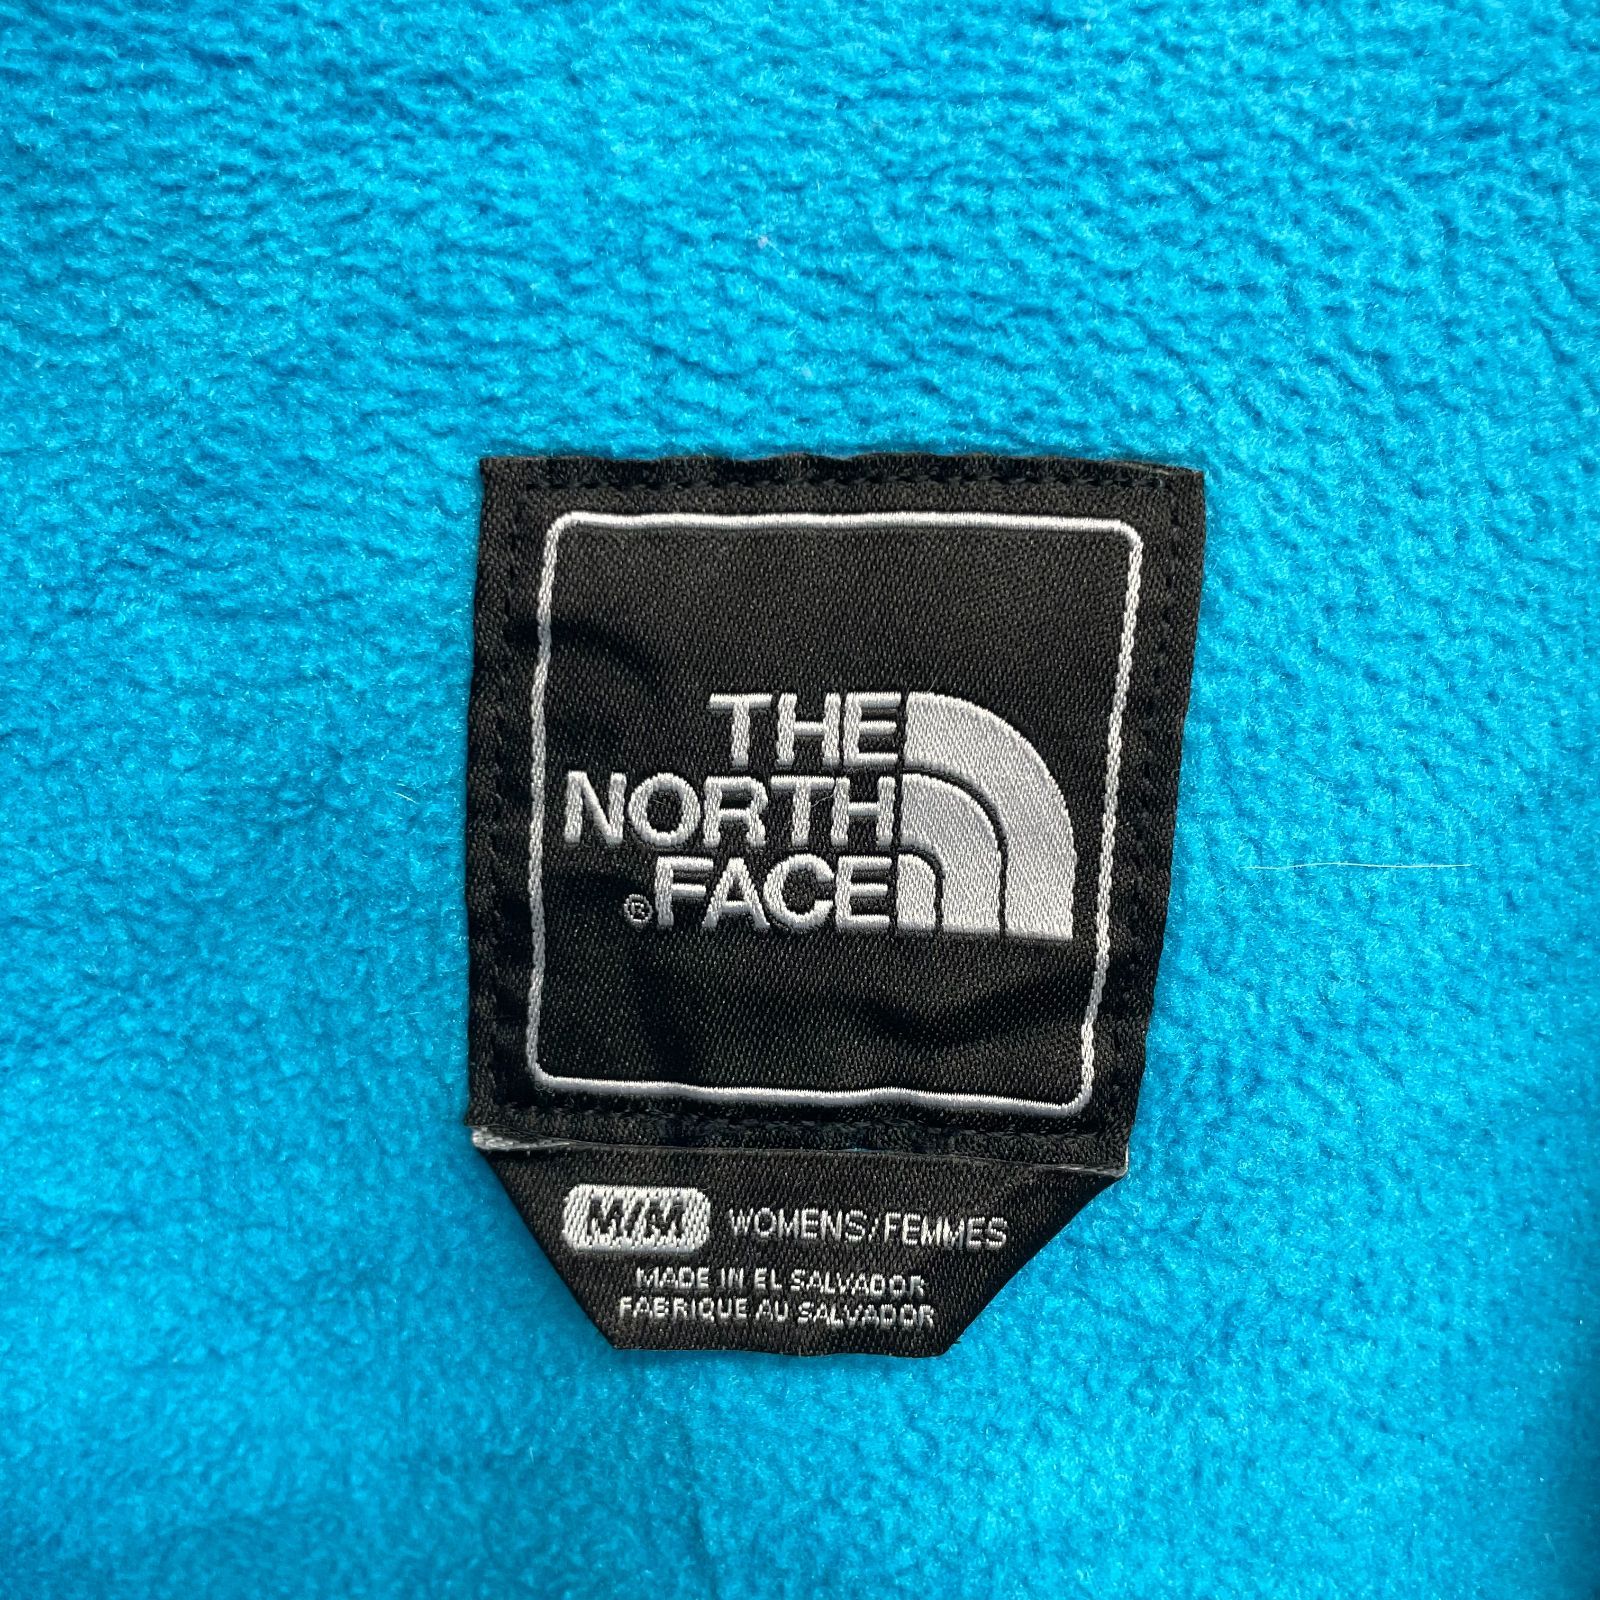 THE
NORTH
® FACE
M/M WOMENS/FEMMES
MADE IN EL SALVADOR
FABRIQUE AU SALVADOR